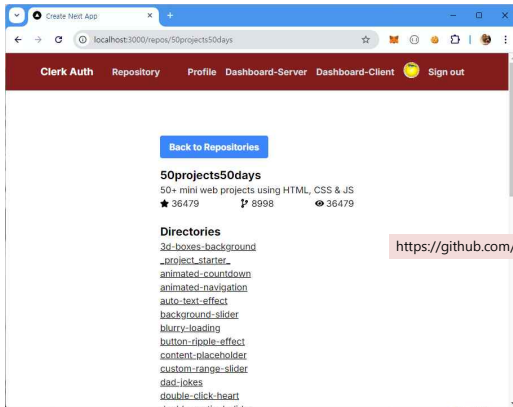 Create Next App
localhost:3000/repos/50projects50days
Clerk Auth Repository Profile Dashboard-Server Dashboard-Client Sign out
Back to Repositories
50projects50days
50+ mini web projects using HTML, CSS & JS
36479 8998 36479
Directories
3d-boxes-background
https://github.com/
_project_starter_
animated-countdown
animated-navigation
auto-text-effect
background-slider
blurry-loading
button-ripple-effect
content-placeholder
custom-range-slider
dad-jokes
double-click-heart